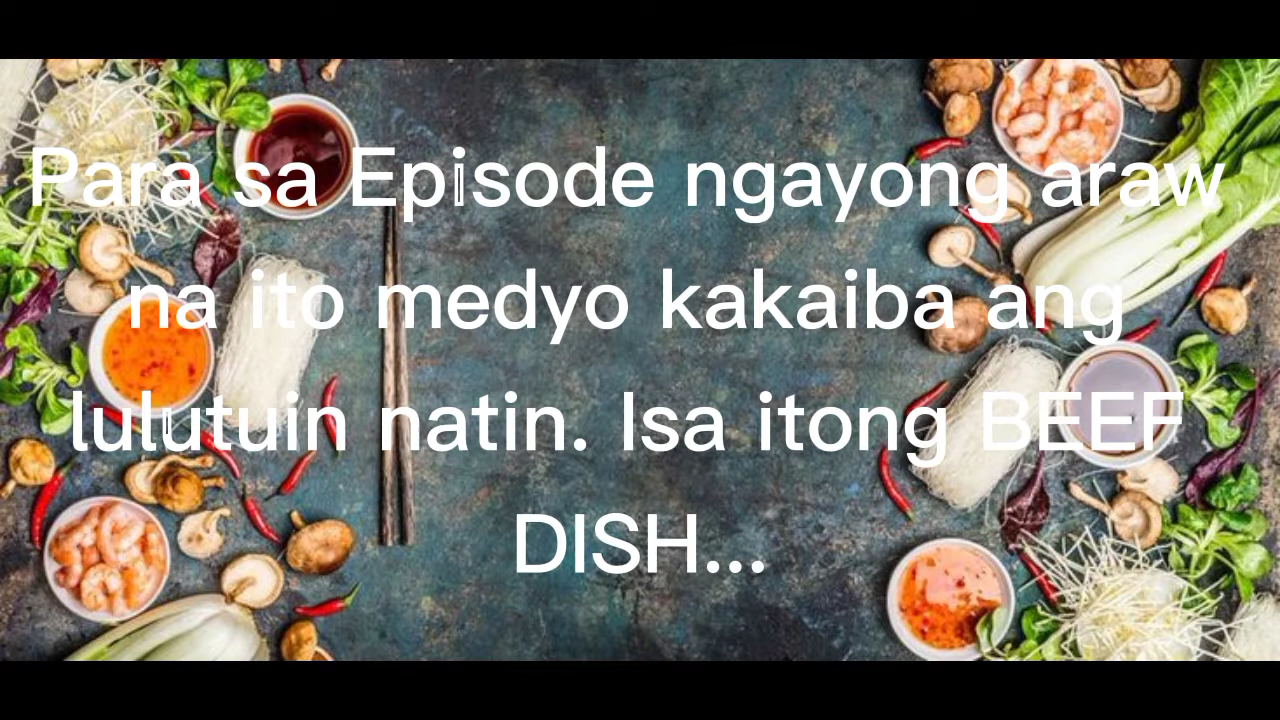 Para sa Episode ngayong araw
na ito medyo kakaiba ang
lulutuin natin. Isa itong BEEF
DISH...